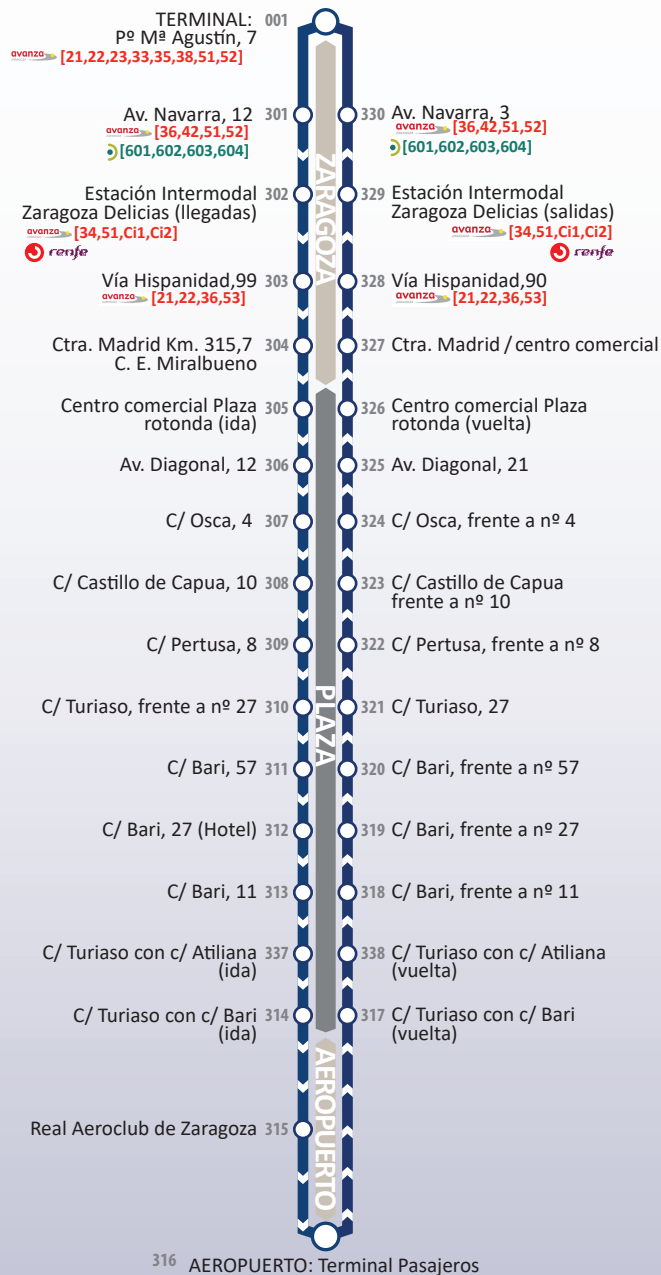 TERMINAL: 001
Pº Mª Agustín, 7
avanza [21,22,23,33,35,38,51,52]
Av. Navarra, 12 301
avanza [36,42,51,52]
[601,602,603,604]
330 Av. Navarra, 3
avanza [36,42,51,52]
[601,602,603,604]
Estación Intermodal 302
Zaragoza Delicias (llegadas)
avanza [34,51,Ci1,Ci2]
renfe
329 Estación Intermodal
Zaragoza Delicias (salidas)
avanza [34,51,Ci1,Ci2]
renfe
ZARAGOZA
Vía Hispanidad,99 303
avanza [21,22,36,53]
328 Vía Hispanidad,90
avanza [21,22,36,53]
Ctra. Madrid Km. 315,7 304
C. E. Miralbueno
327 Ctra. Madrid / centro comercial
Centro comercial Plaza 305
rotonda (ida)
326 Centro comercial Plaza
rotonda (vuelta)
Av. Diagonal, 12 306
325 Av. Diagonal, 21
C/ Osca, 4 307
324 C/ Osca, frente a nº 4
C/ Castillo de Capua, 10 308
323 C/ Castillo de Capua
frente a nº 10
C/ Pertusa, 8 309
322 C/ Pertusa, frente a nº 8
C/ Turiaso, frente a nº 27 310
321 C/ Turiaso, 27
PLAZA
C/ Bari, 57 311
320 C/ Bari, frente a nº 57
C/ Bari, 27 (Hotel) 312
319 C/ Bari, frente a nº 27
C/ Bari, 11 313
318 C/ Bari, frente a nº 11
C/ Turiaso con c/ Atiliana 337
(ida)
338 C/ Turiaso con c/ Atiliana
(vuelta)
C/ Turiaso con c/ Bari 314
(ida)
317 C/ Turiaso con c/ Bari
(vuelta)
AEROPUERTO
Real Aeroclub de Zaragoza 315
316 AEROPUERTO: Terminal Pasajeros